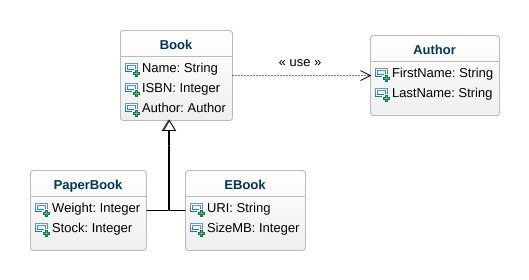 Book
Name: String
ISBN: Integer
Author: Author
« use »
Author
FirstName: String
LastName: String
PaperBook
Weight: Integer
Stock: Integer
EBook
URI: String
SizeMB: Integer